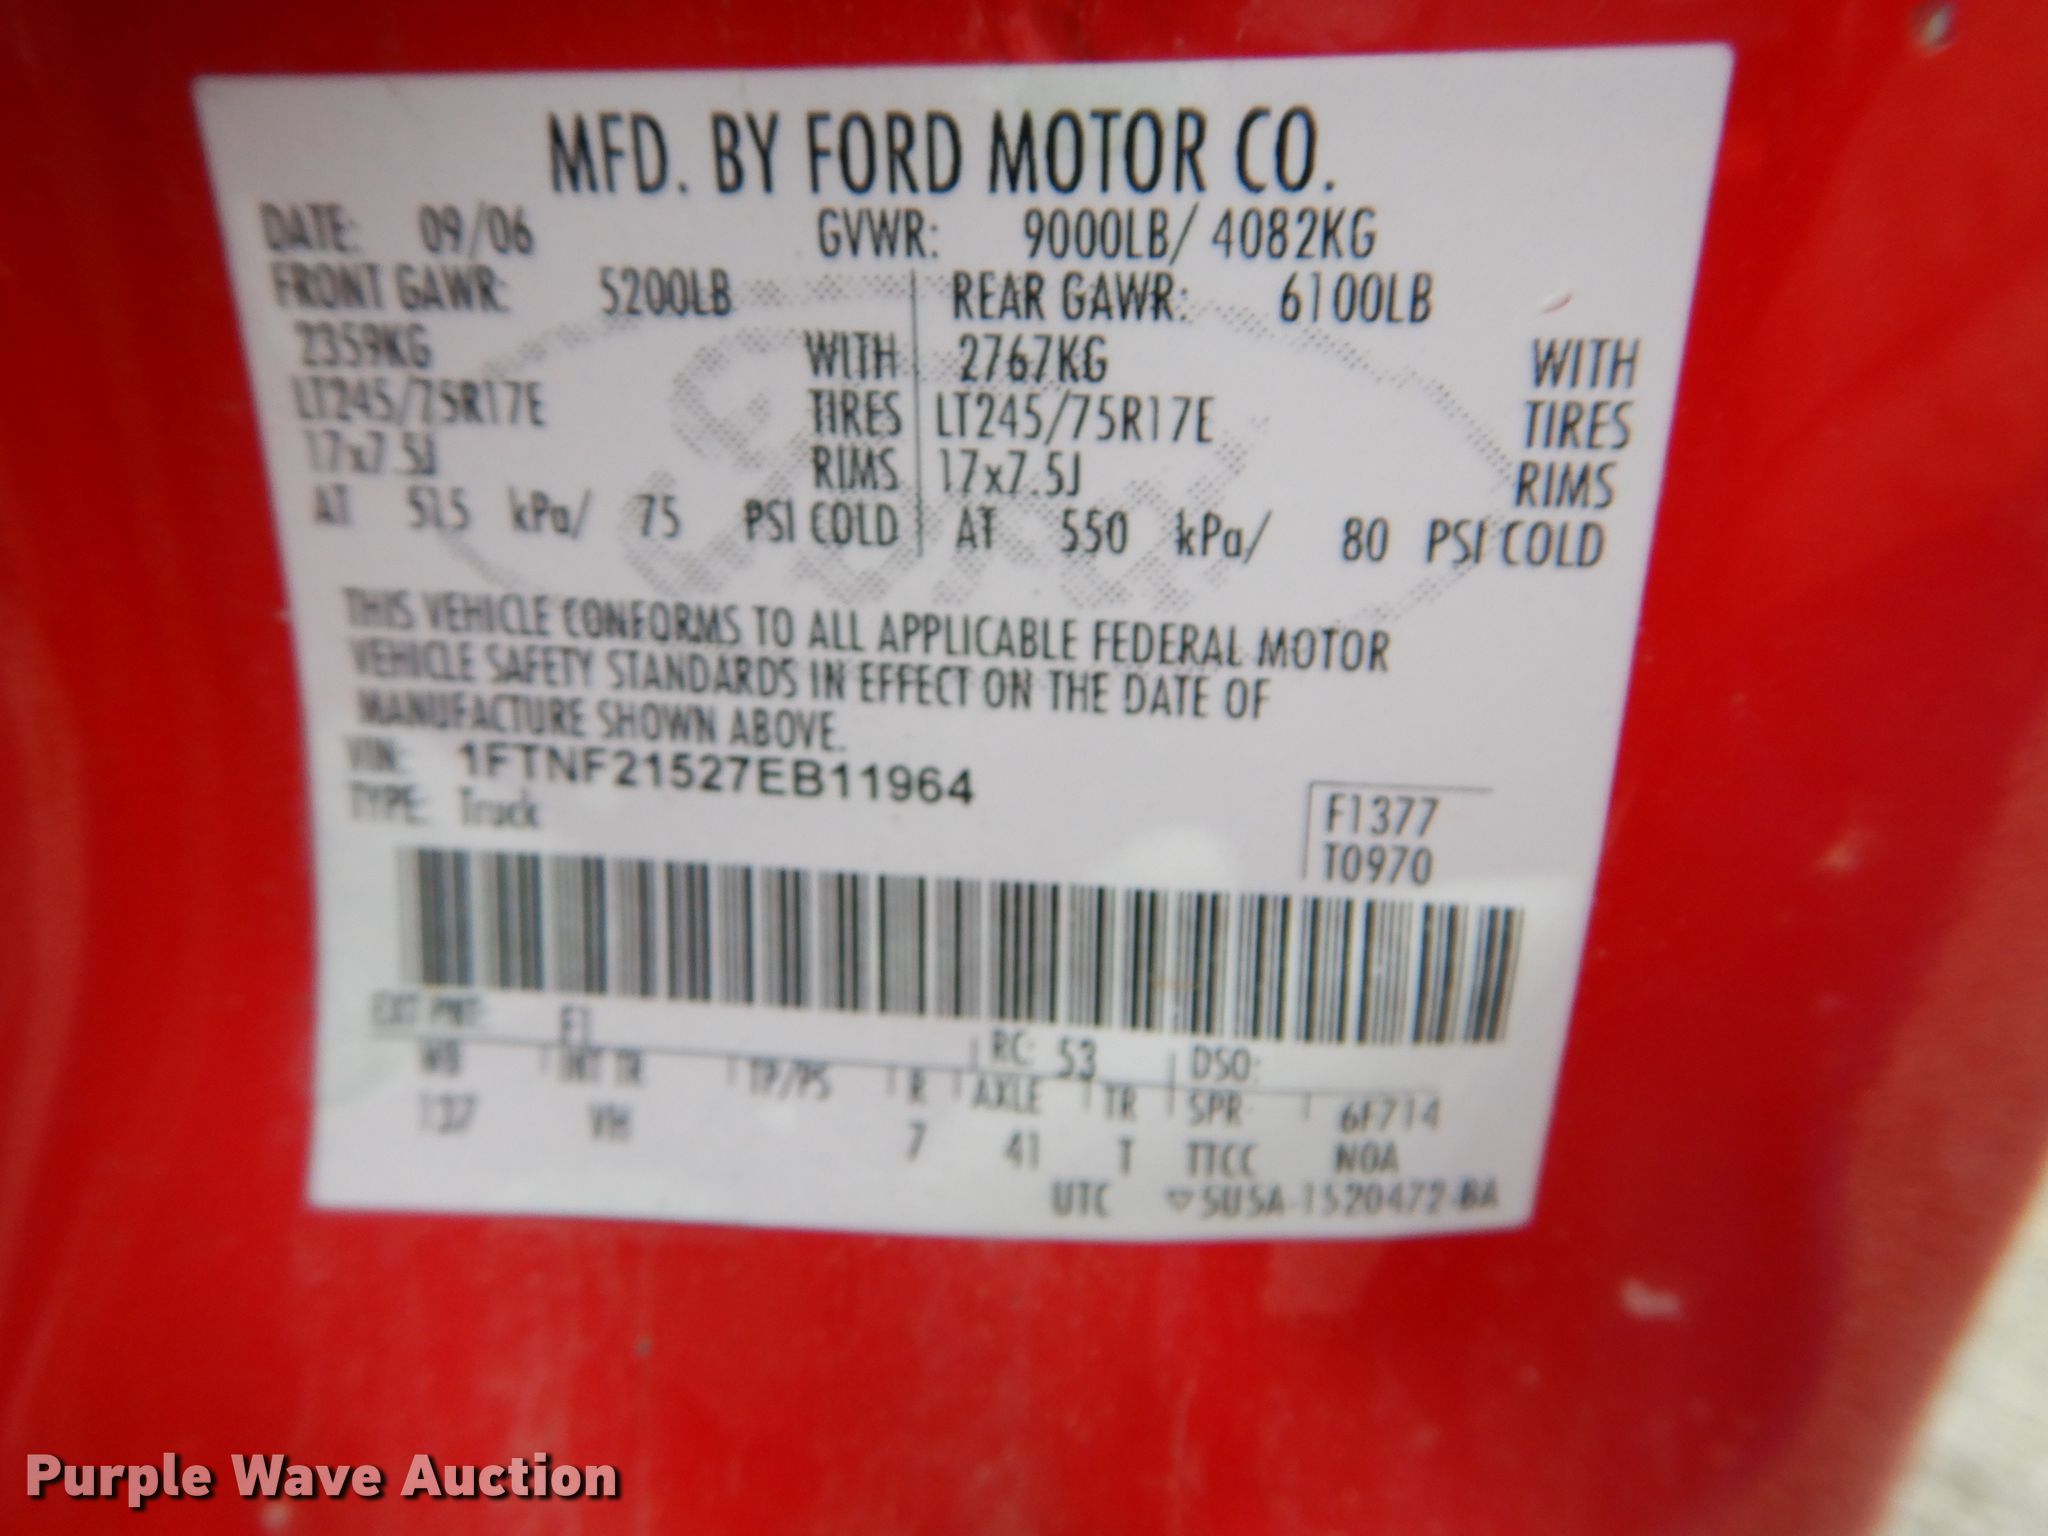 MFD. BY FORD MOTOR CO.
DATE: 09/06 GVWR: 9000LB/ 4082KG
FRONT GAWR: 5200LB REAR GAWR: 6100LB
2359KG WITH 2767KG WITH
LT245/75R17E TIRES LT245/75R17E TIRES
17x7.5J RIMS 17x7.5J RIMS
AT 515 kPa/ 75 PSI COLD AT 550 kPa/ 80 PSI COLD
THIS VEHICLE CONFORMS TO ALL APPLICABLE FEDERAL MOTOR
VEHICLE SAFETY STANDARDS IN EFFECT ON THE DATE OF
MANUFACTURE SHOWN ABOVE.
VIN: 1FTNF21527EB11964
TYPE: Truck
F1377
T0970
EXT PNT: F1 RC: 53 DSO:
WB INT TR TP/PS R AXLE TR SPR 6F714
137 VH 7 41 T TTCC N0A
UTC ▽5U5A-1520472-BA
Purple Wave Auction